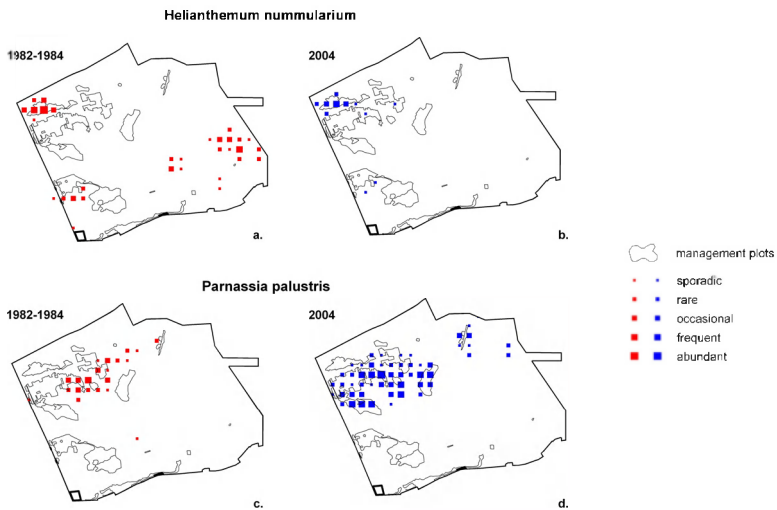 Helianthemum nummularium
1982-1984
2004
a.
b.
management plots
sporadic
rare
occasional
frequent
abundant
Parnassia palustris
1982-1984
2004
c.
d.